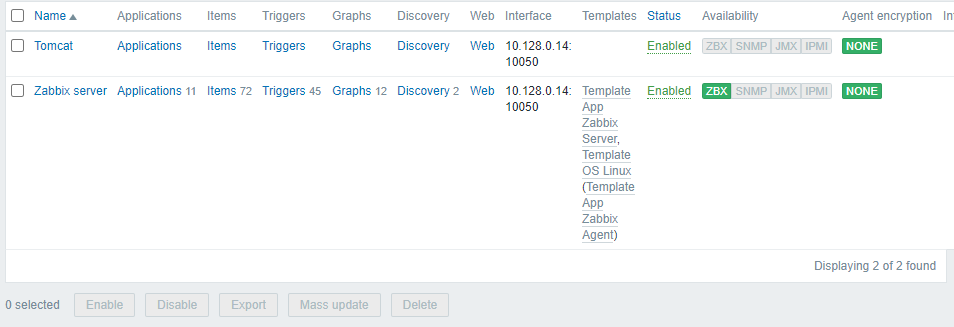 Name Applications Items Triggers Graphs Discovery Web Interface Templates Status Availability Agent encryption Inf
Tomcat Applications Items Triggers Graphs Discovery Web 10.128.0.14: Enabled ZBX SNMP JMX IPMI NONE
10050
Zabbix server Applications 11 Items 72 Triggers 45 Graphs 12 Discovery 2 Web 10.128.0.14: Template Enabled ZBX SNMP JMX IPMI NONE
10050 App
Zabbix
Server,
Template
OS Linux
(Template
App
Zabbix
Agent)
Displaying 2 of 2 found
0 selected Enable Disable Export Mass update Delete